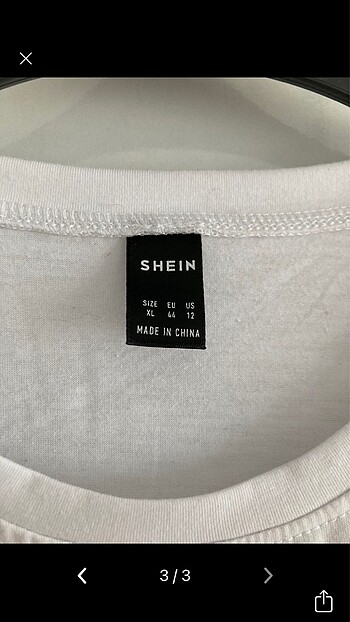 SHEIN
SIZE EU US
XL 44 12
MADE IN CHINA
3/3